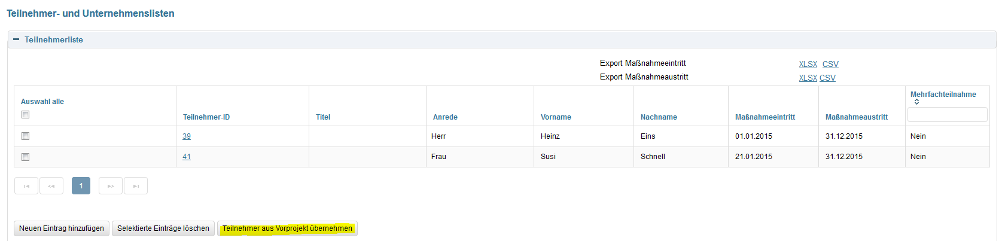 Teilnehmer- und Unternehmenslisten
Teilnehmerliste
Export Maßnahmeeintritt XLSX CSV
Export Maßnahmeaustritt XLSX CSV
Auswahl alle Teilnehmer-ID Titel Anrede Vorname Nachname Maßnahmeeintritt Maßnahmeaustritt Mehrfachteilnahme
39 Herr Heinz Eins 01.01.2015 31.12.2015 Nein
41 Frau Susi Schnell 21.01.2015 31.12.2015 Nein
1
Neuen Eintrag hinzufügen Selektierte Einträge löschen Teilnehmer aus Vorprojekt übernehmen